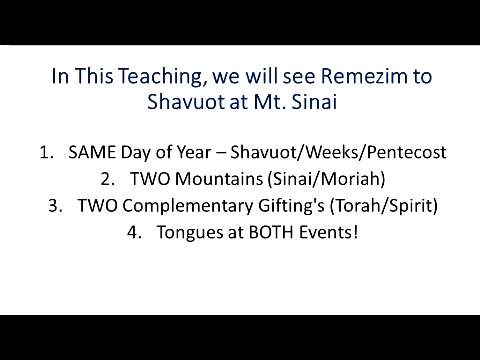 In This Teaching, we will see Remezim to
Shavuot at Mt. Sinai
1. SAME Day of Year – Shavuot/Weeks/Pentecost
2. TWO Mountains (Sinai/Moriah)
3. TWO Complementary Gifting's (Torah/Spirit)
4. Tongues at BOTH Events!